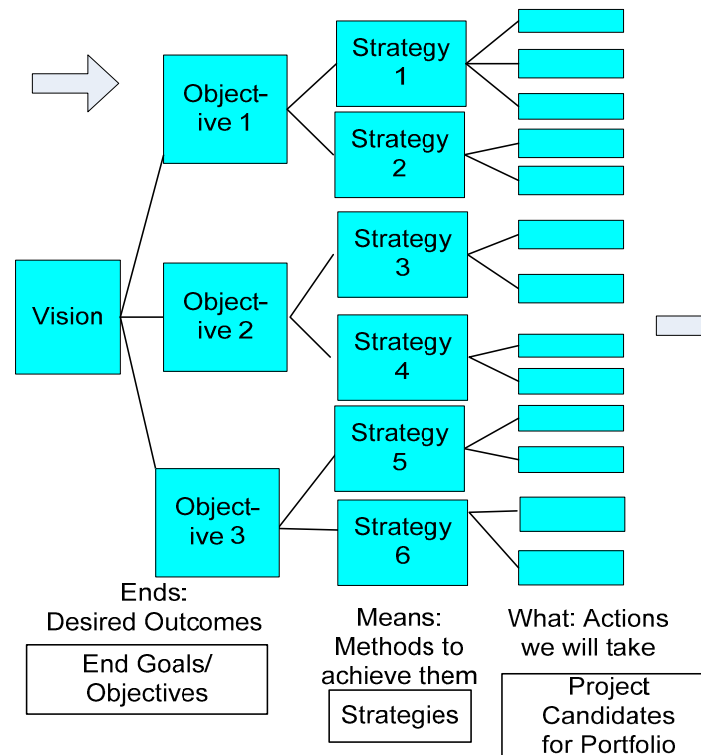 Vision
Object-
ive 1
Object-
ive 2
Object-
ive 3
Strategy
1
Strategy
2
Strategy
3
Strategy
4
Strategy
5
Strategy
6
Ends:
Desired Outcomes
End Goals/
Objectives
Means:
Methods to
achieve them
Strategies
What: Actions
we will take
Project
Candidates
for Portfolio